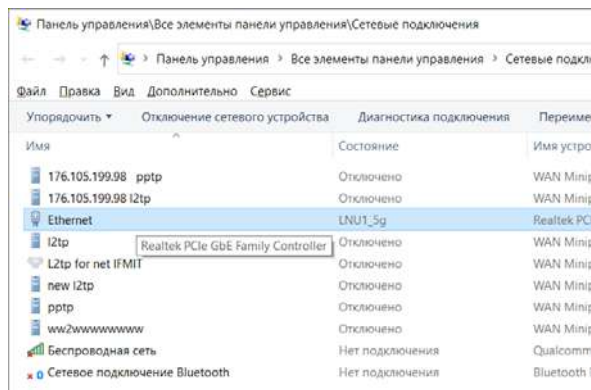 Панель управления\Все элементы панели управления\Сетевые подключения
Панель управления > Все элементы панели управления > Сетевые подкл
Файл Правка Вид Дополнительно Сервис
Упорядочить Отключение сетевого устройства Диагностика подключения Переиме
Имя Состояние Имя устро
176.105.199.98 pptp Отключено WAN Minip
176.105.199.98 l2tp Отключено WAN Minip
Ethernet LNU1_5g Realtek PC
l2tp Отключено WAN Minip
Realtek PCIe GbE Family Controller
L2tp for net IFMIT Отключено WAN Minip
new l2tp Отключено WAN Minip
pptp Отключено WAN Minip
ww2wwwwwwww Отключено WAN Minip
Беспроводная сеть Нет подключения Qualcomm
Сетевое подключение Bluetooth Нет подключения Bluetooth